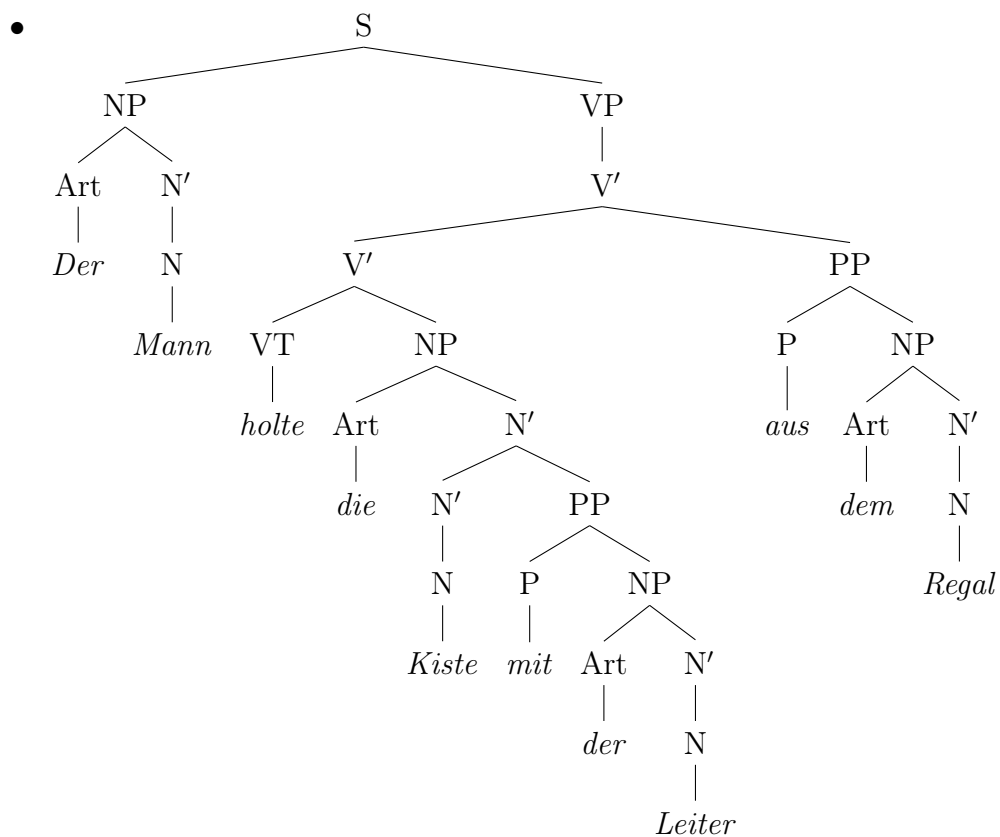 • S
NP VP
Art N′ V′
Der N V′ PP
Mann VT NP P NP
holte Art N′ aus Art N′
die N′ PP dem N
N P NP Regal
Kiste mit Art N′
der N
Leiter